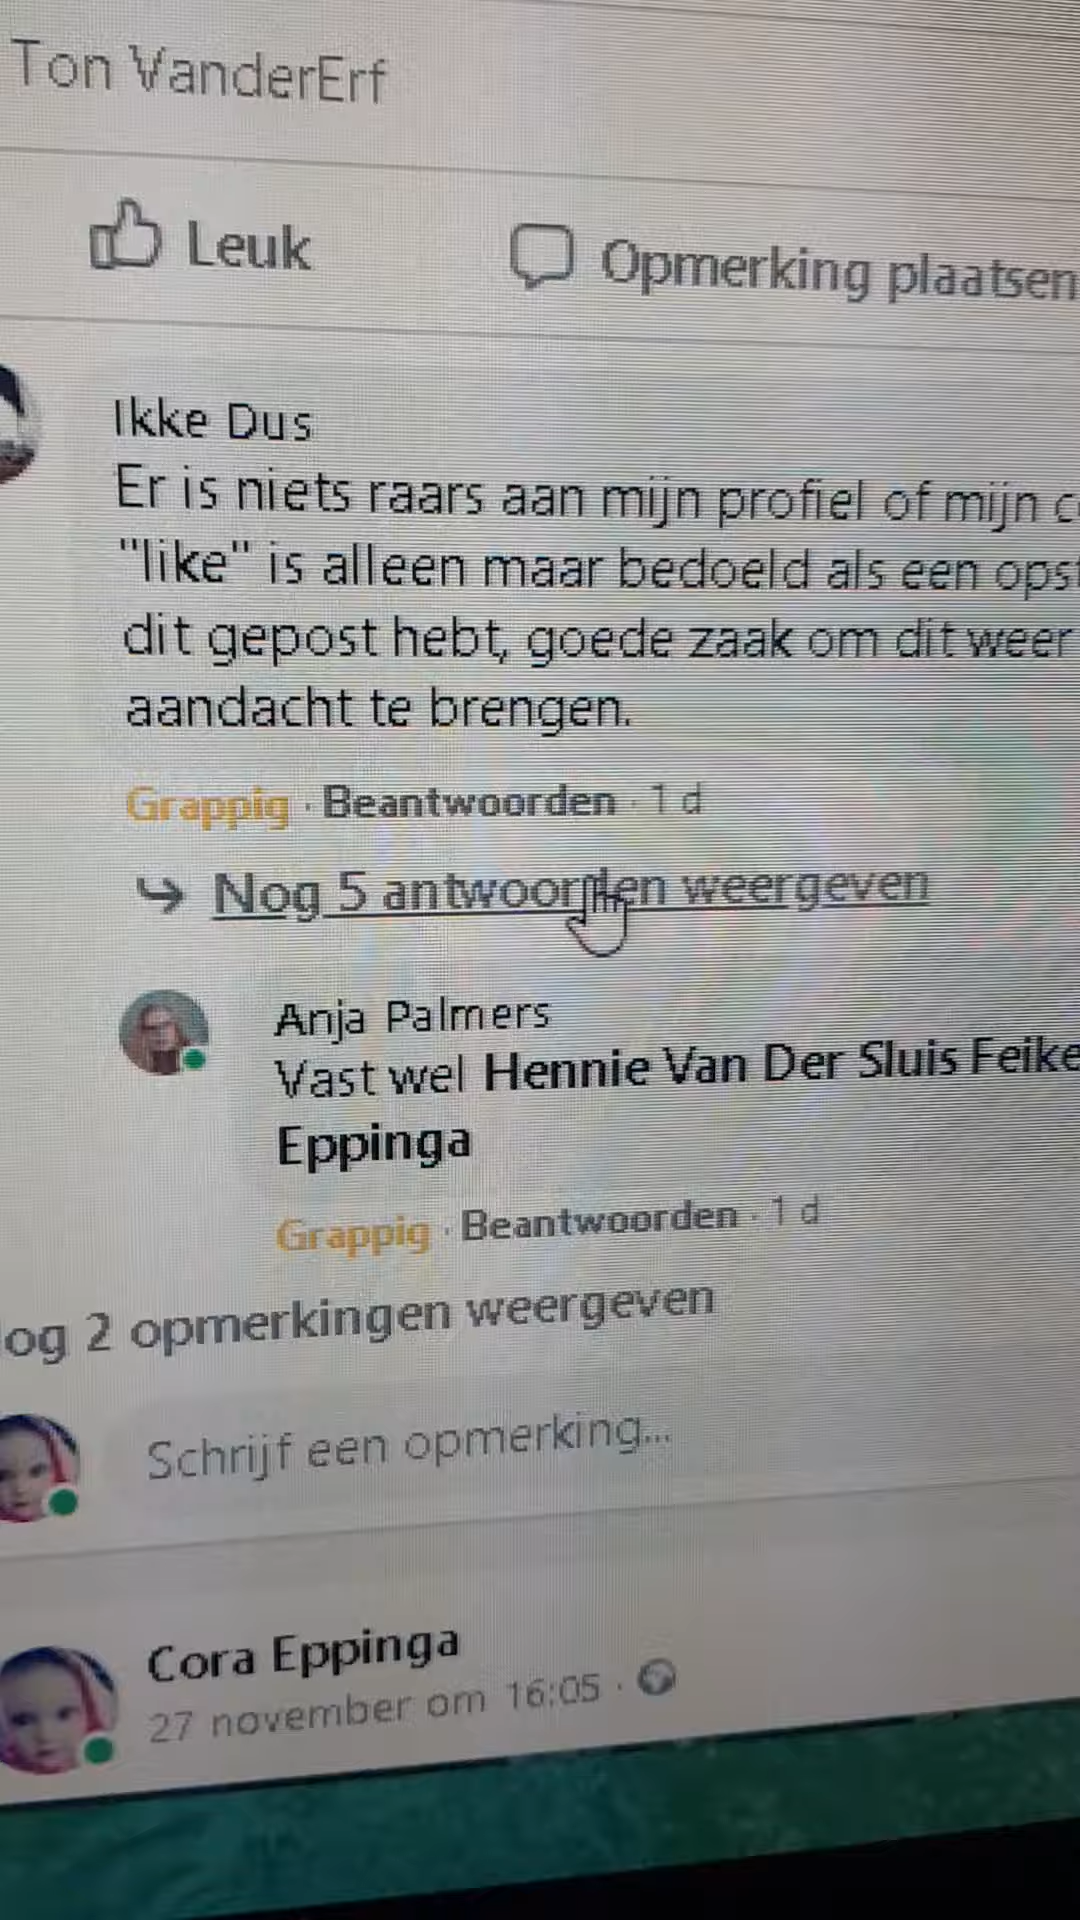 Ton VanderErf
Leuk
Opmerking plaatsen
Ikke Dus
Er is niets raars aan mijn profiel of mijn
"like" is alleen maar bedoeld als een
dit gepost hebt, goede zaak om dit weer
aandacht te brengen.
Grappig · Beantwoorden · 1 d
Nog 5 antwoorden weergeven
Anja Palmers
Vast wel Hennie Van Der Sluis Feike
Eppinga
Grappig · Beantwoorden · 1 d
og 2 opmerkingen weergeven
Schrijf een opmerking...
Cora Eppinga
27 november om 16:05 ·